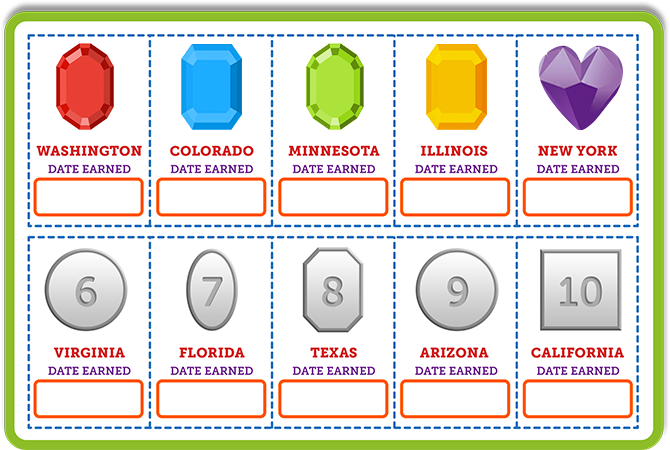 WASHINGTON COLORADO MINNESOTA ILLINOIS NEW YORK
DATE EARNED DATE EARNED DATE EARNED DATE EARNED DATE EARNED
6 7 8 9 10
VIRGINIA FLORIDA TEXAS ARIZONA CALIFORNIA
DATE EARNED DATE EARNED DATE EARNED DATE EARNED DATE EARNED